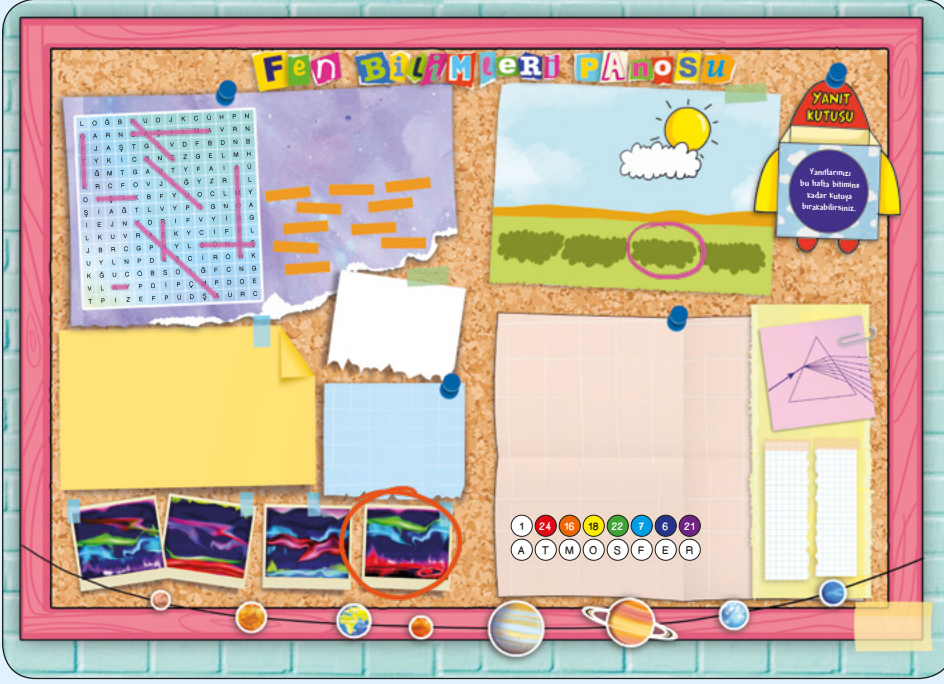 Fen BiLiMLeRi PAnoSu
YANIT
KUTUSU
Yanıtlarınızı
bu hafta bitimine
kadar kutuya
bırakabilirsiniz.
L O Ğ B U O J K C Ü H P N
A R N A V R N
J A Ş T G V D F B D N B
Y K I C N Z G E L M H
Ğ M T G A T Y F A I Ü
K R C F O V J Ğ Y Z R L
O K B F Y O C L Y
Ş I A Ğ T L V Y P G N A
E J N D I F V Y I G
L K U V R K Y C I F
J B R C G P Y L R Ö K
U Y L N P D C I
K Ğ U C O B S O G F C N G
V L P D İ P Ç P D O E
T P I Z E F P Ü D Ş U R C
1 24 16 18 22 7 6 21
A T M O S F E R